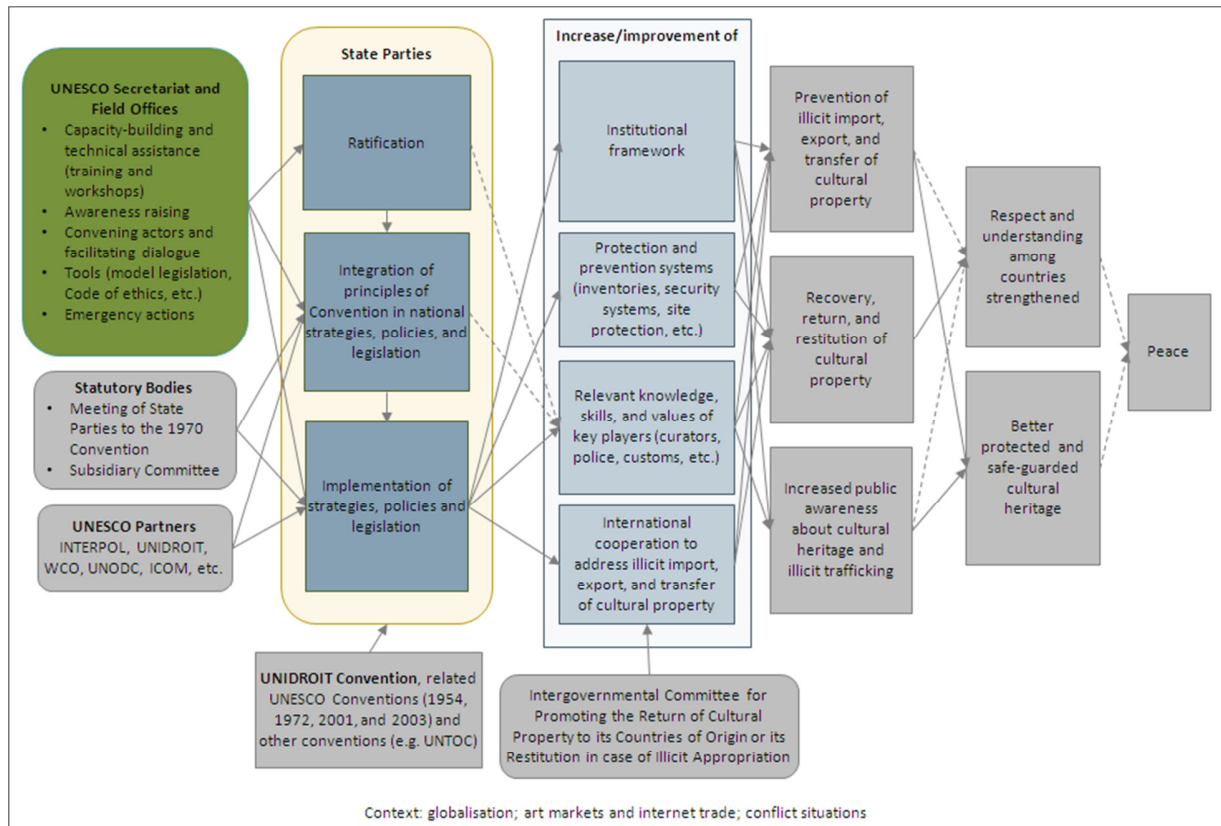 UNESCO Secretariat and
Field Offices
• Capacity-building and
technical assistance
(training and
workshops)
• Awareness raising
• Convening actors and
facilitating dialogue
• Tools (model legislation,
Code of ethics, etc.)
• Emergency actions
Statutory Bodies
• Meeting of State
Parties to the 1970
Convention
• Subsidiary Committee
UNESCO Partners
INTERPOL, UNIDROIT,
WCO, UNODC, ICOM, etc.
State Parties
Ratification
Integration of
principles of
Convention in national
strategies, policies, and
legislation
Implementation of
strategies, policies and
legislation
UNIDROIT Convention, related
UNESCO Conventions (1954,
1972, 2001, and 2003) and
other conventions (e.g. UNTOC)
Increase/improvement of
Institutional
framework
Protection and
prevention systems
(inventories, security
systems, site
protection, etc.)
Relevant knowledge,
skills, and values of
key players (curators,
police, customs, etc.)
International
cooperation to
address illicit import,
export, and transfer
of cultural property
Intergovernmental Committee for
Promoting the Return of Cultural
Property to its Countries of Origin or its
Restitution in case of Illicit Appropriation
Prevention of
illicit import,
export, and
transfer of
cultural
property
Recovery,
return, and
restitution of
cultural
property
Increased public
awareness
about cultural
heritage and
illicit trafficking
Respect and
understanding
among
countries
strengthened
Better
protected and
safe-guarded
cultural
heritage
Peace
Context: globalisation; art markets and internet trade; conflict situations